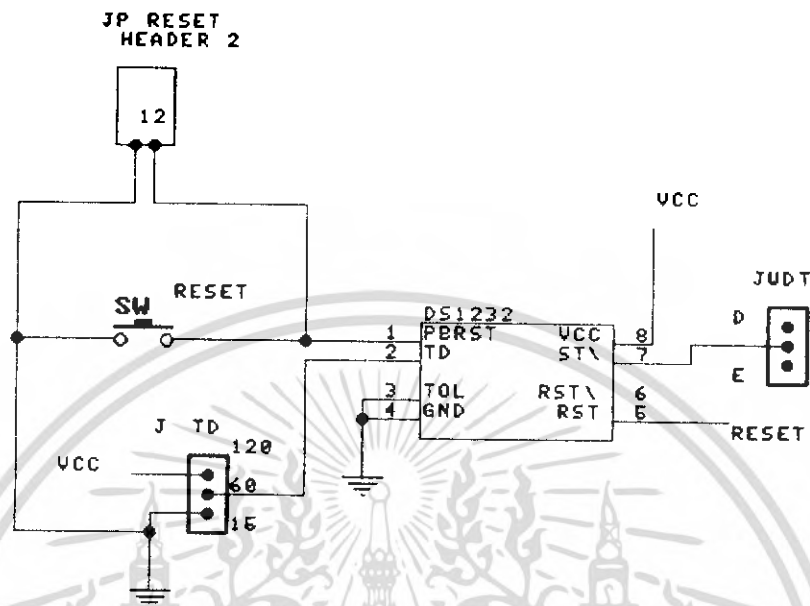 JP RESET
HEADER 2
12
VCC
JWDT
SW RESET
DS1232
D
1 PBRST VCC 8
2 TD ST\ 7
E
3 TOL RST\ 6
4 GND RST 5
RESET
J TD
120
VCC
60
15